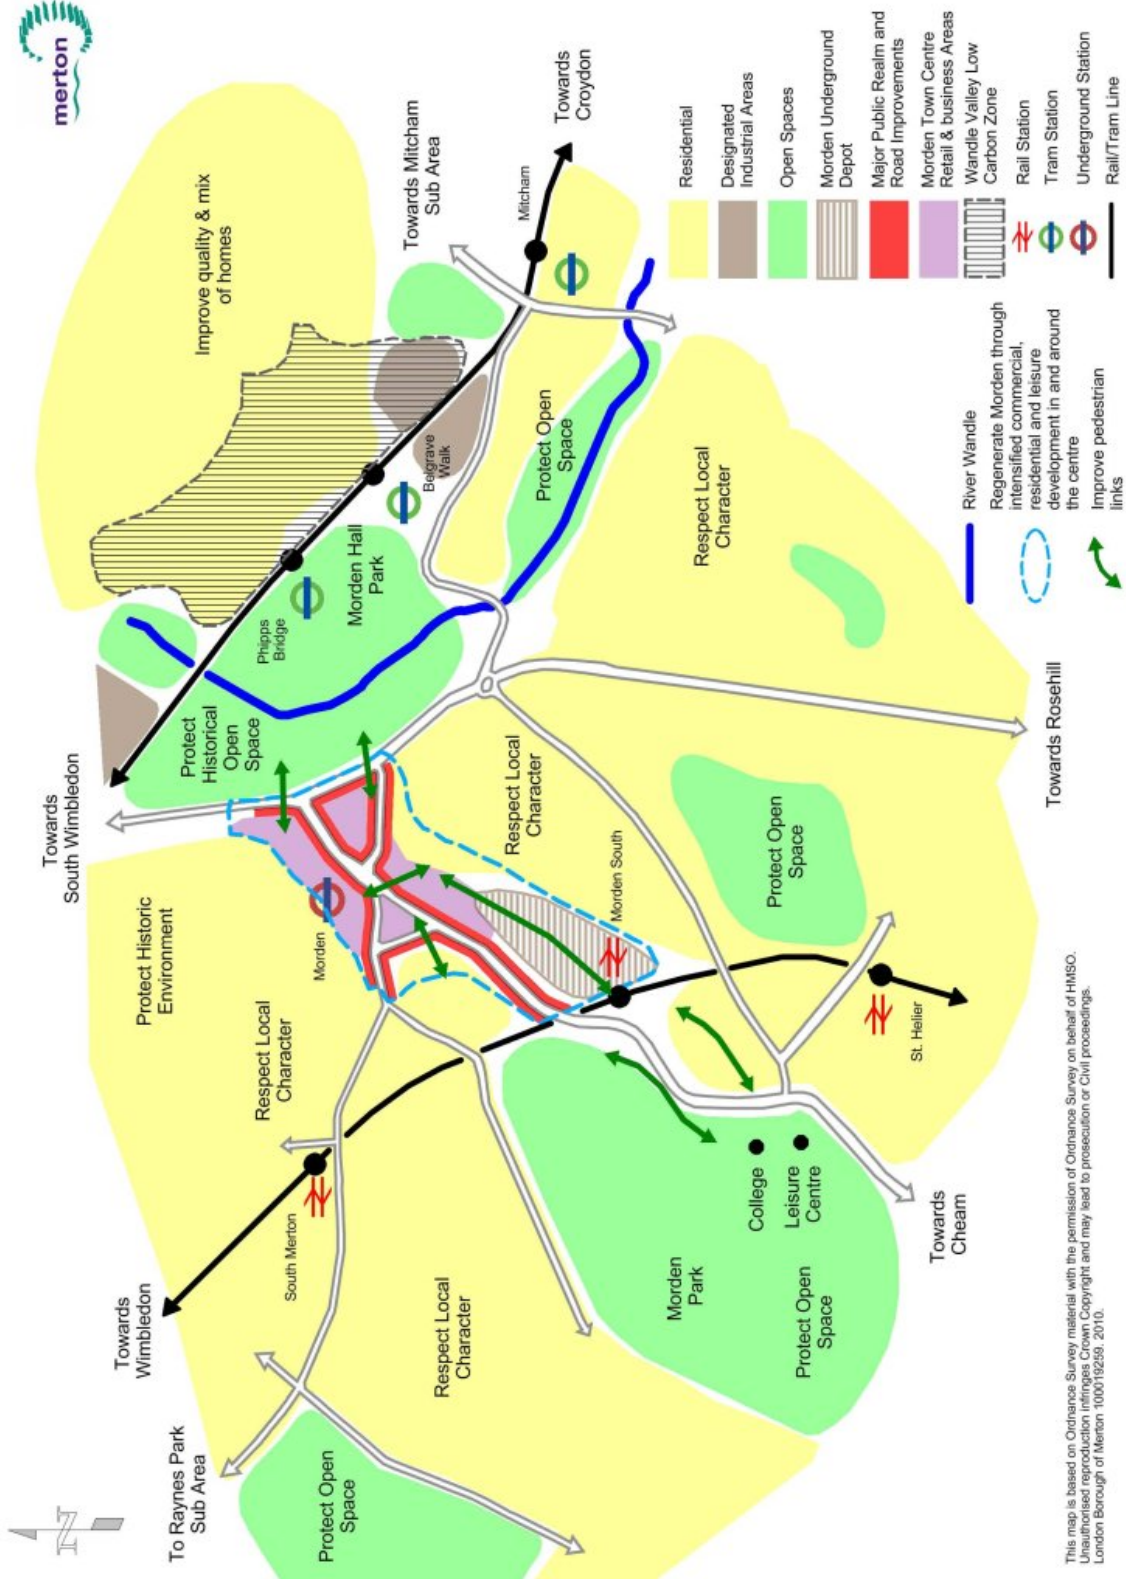 merton
N
To Raynes Park
Sub Area
Towards
Wimbledon
Towards
South Wimbledon
Improve quality & mix
of homes
Towards Mitcham
Sub Area
Towards
Croydon
Mitcham
Protect Historic
Environment
Protect
Historical
Open
Space
Phipps
Bridge
Morden Hall
Park
Belgrave
Walk
Protect Open
Space
South Merton
Respect Local
Character
Morden
Respect Local
Character
Protect Open
Space
Respect Local
Character
Respect Local
Character
Morden South
Protect Open
Space
Morden
Park
College
Leisure
Centre
Protect Open
Space
St. Helier
Towards
Cheam
Towards Rosehill
Residential
Designated
Industrial Areas
Open Spaces
Morden Underground
Depot
Major Public Realm and
Road Improvements
Morden Town Centre
Retail & business Areas
Wandle Valley Low
Carbon Zone
Rail Station
Tram Station
Underground Station
Rail/Tram Line
River Wandle
Regenerate Morden through
intensified commercial,
residential and leisure
development in and around
the centre
Improve pedestrian
links
This map is based on Ordnance Survey material with the permission of Ordnance Survey on behalf of HMSO.
Unauthorised reproduction infringes Crown Copyright and may lead to prosecution or Civil proceedings.
London Borough of Merton 100019259. 2010.